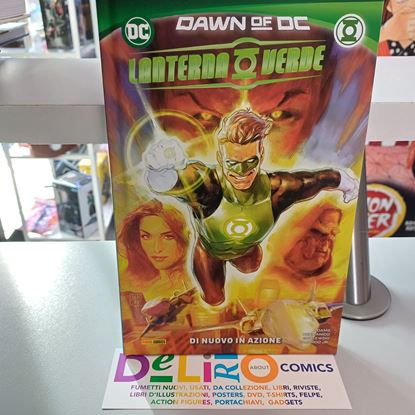 DAWN OF DC
DC
LANTERNA VERDE
DI NUOVO IN AZIONE
DELIRIO
ABOUT
COMICS
FUMETTI NUOVI, USATI, DA COLLEZIONE, LIBRI, RIVISTE,
LIBRI D'ILLUSTRAZIONI, POSTERS, DVD, T-SHIRTS, FELPE,
ACTION FIGURES, PORTACHIAVI, GADGETS